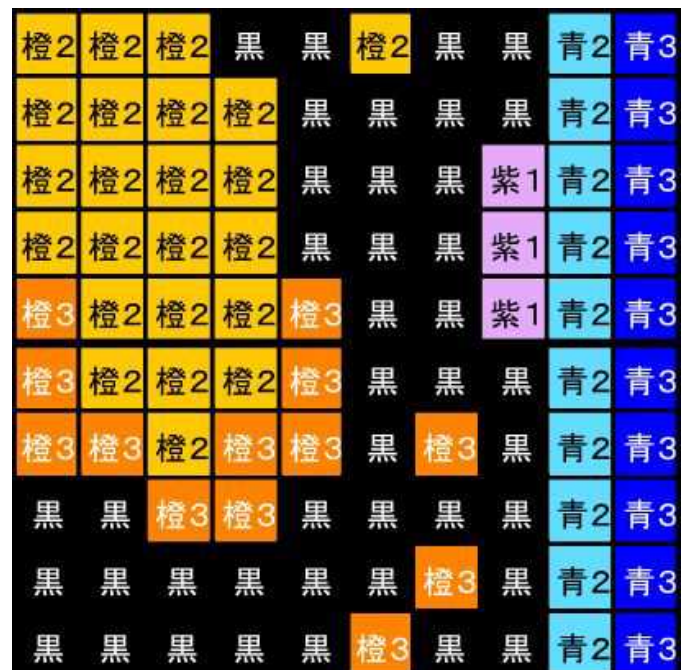 橙2 橙2 橙2 黒 黒 橙2 黒 黒 青2 青3
橙2 橙2 橙2 橙2 黒 黒 黒 黒 青2 青3
橙2 橙2 橙2 橙2 黒 黒 黒 紫1 青2 青3
橙2 橙2 橙2 橙2 黒 黒 黒 紫1 青2 青3
橙3 橙2 橙2 橙2 橙3 黒 黒 紫1 青2 青3
橙3 橙2 橙2 橙2 橙3 黒 黒 黒 青2 青3
橙3 橙3 橙2 橙3 橙3 黒 橙3 黒 青2 青3
黒 黒 橙3 橙3 黒 黒 黒 黒 青2 青3
黒 黒 黒 黒 黒 黒 橙3 黒 青2 青3
黒 黒 黒 黒 黒 橙3 黒 黒 青2 青3